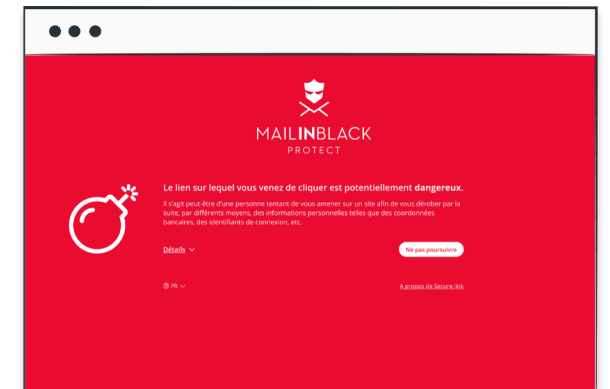 MAILINBLACK
PROTECT
Le lien sur lequel vous venez de cliquer est potentiellement dangereux.
Il s'agit peut-être d'une personne tentant de vous amener sur un site afin de vous dérober par la
suite, par différents moyens, des informations personnelles telles que des coordonnées
bancaires, des identifiants de connexion, etc.
Détails
Ne pas poursuivre
FR
A propos de Secure link